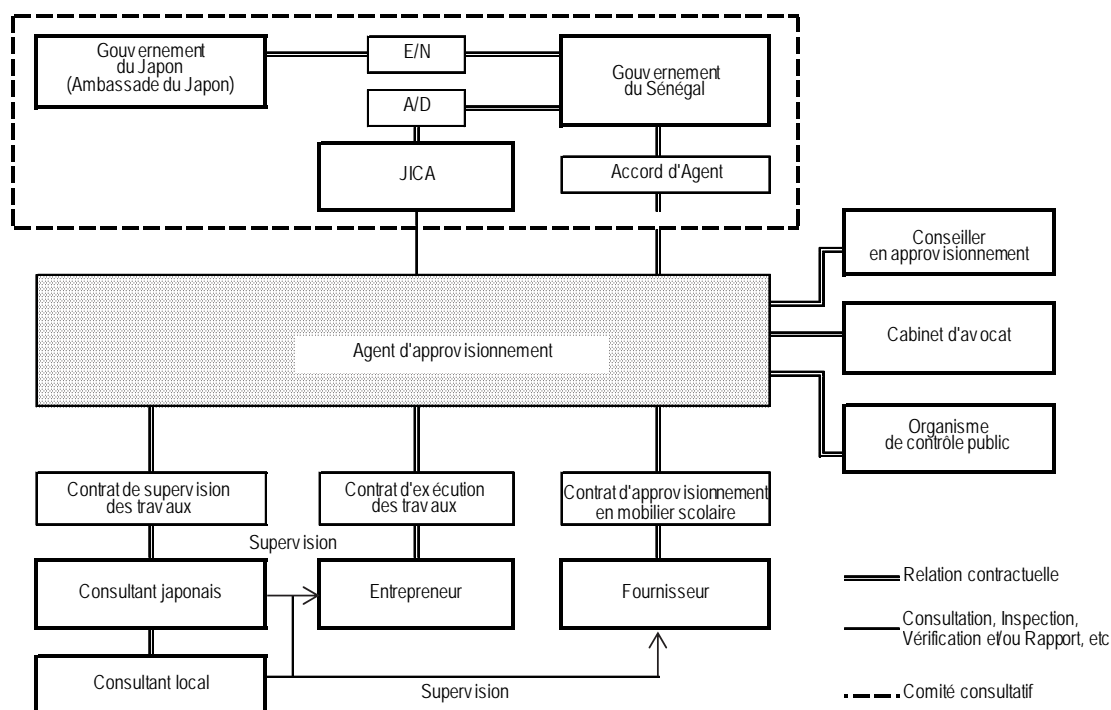 Gouvernement
du Japon
(Ambassade du Japon)
E/N
Gouvernement
du Sénégal
A/D
JICA
Accord d'Agent
Conseiller
en approvisionnement
Agent d'approvisionnement
Cabinet d'avocat
Organisme
de contrôle public
Contrat de supervision
des travaux
Contrat d'exécution
des travaux
Contrat d'approvisionnement
en mobilier scolaire
Supervision
Consultant japonais
Entrepreneur
Fournisseur
Consultant local
Supervision
Relation contractuelle
Consultation, Inspection,
Vérification et/ou Rapport, etc
Comité consultatif